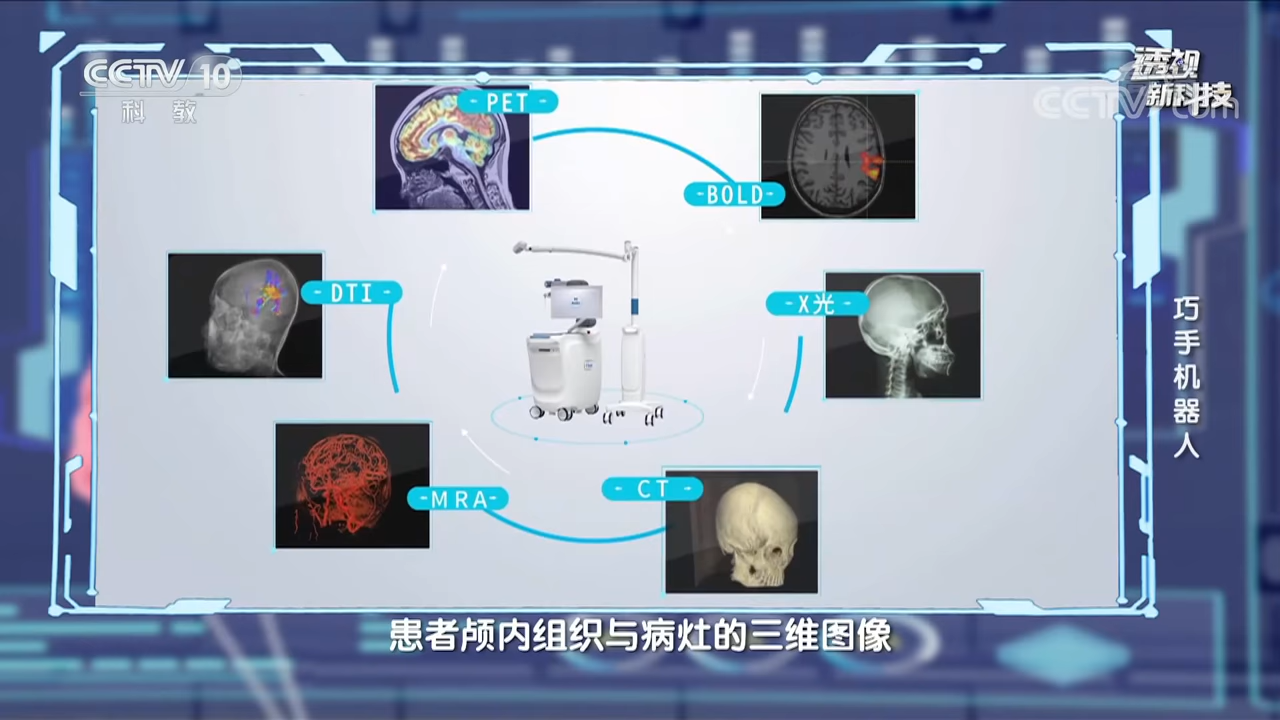 CCTV 10
科教
透视
新科技
CCTV.com
PET
BOLD
DTI
X光
MRA
CT
巧手机器人
患者颅内组织与病灶的三维图像